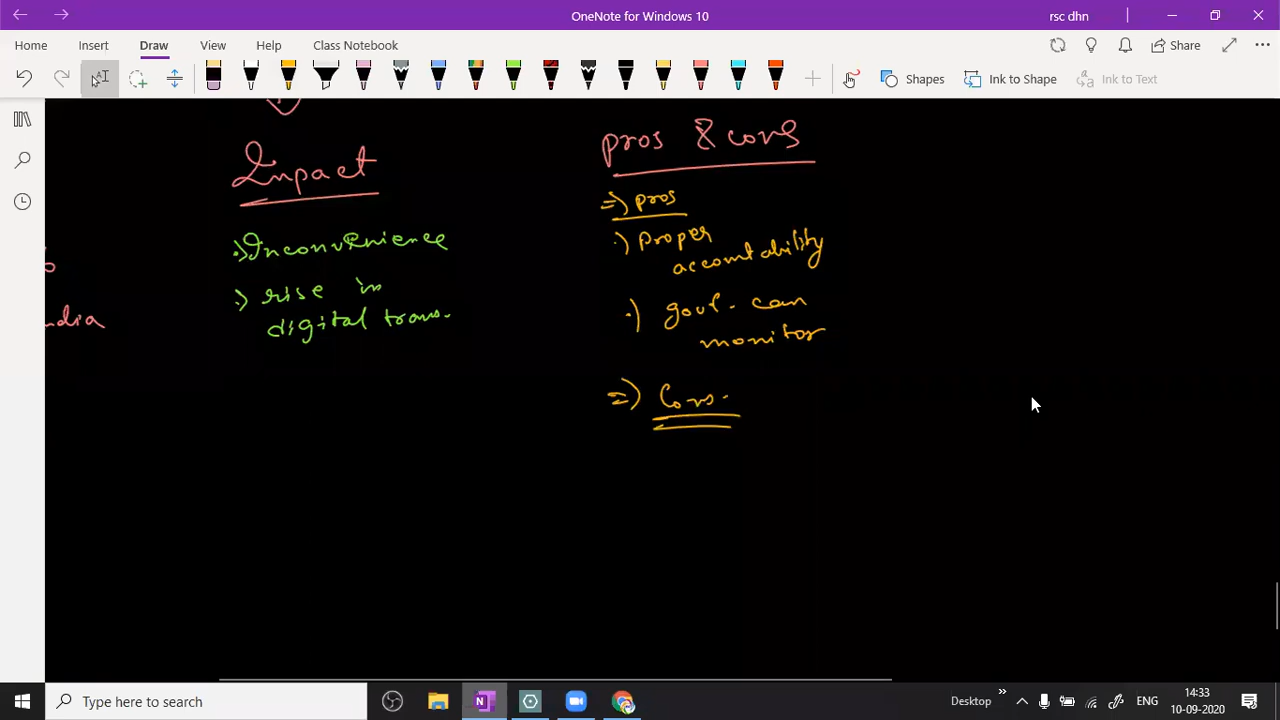 OneNote for Windows 10
rsc dhn
Home Insert Draw View Help Class Notebook
Share
Shapes Ink to Shape Ink to Text
Inpact
·) Inconvenience
·) rise in
digital trans.
ndia
pros & cons
=) pros
·) proper
accountability
·) govt. can
monitor
=) Cons.
Type here to search
Desktop
ENG
14:33
10-09-2020